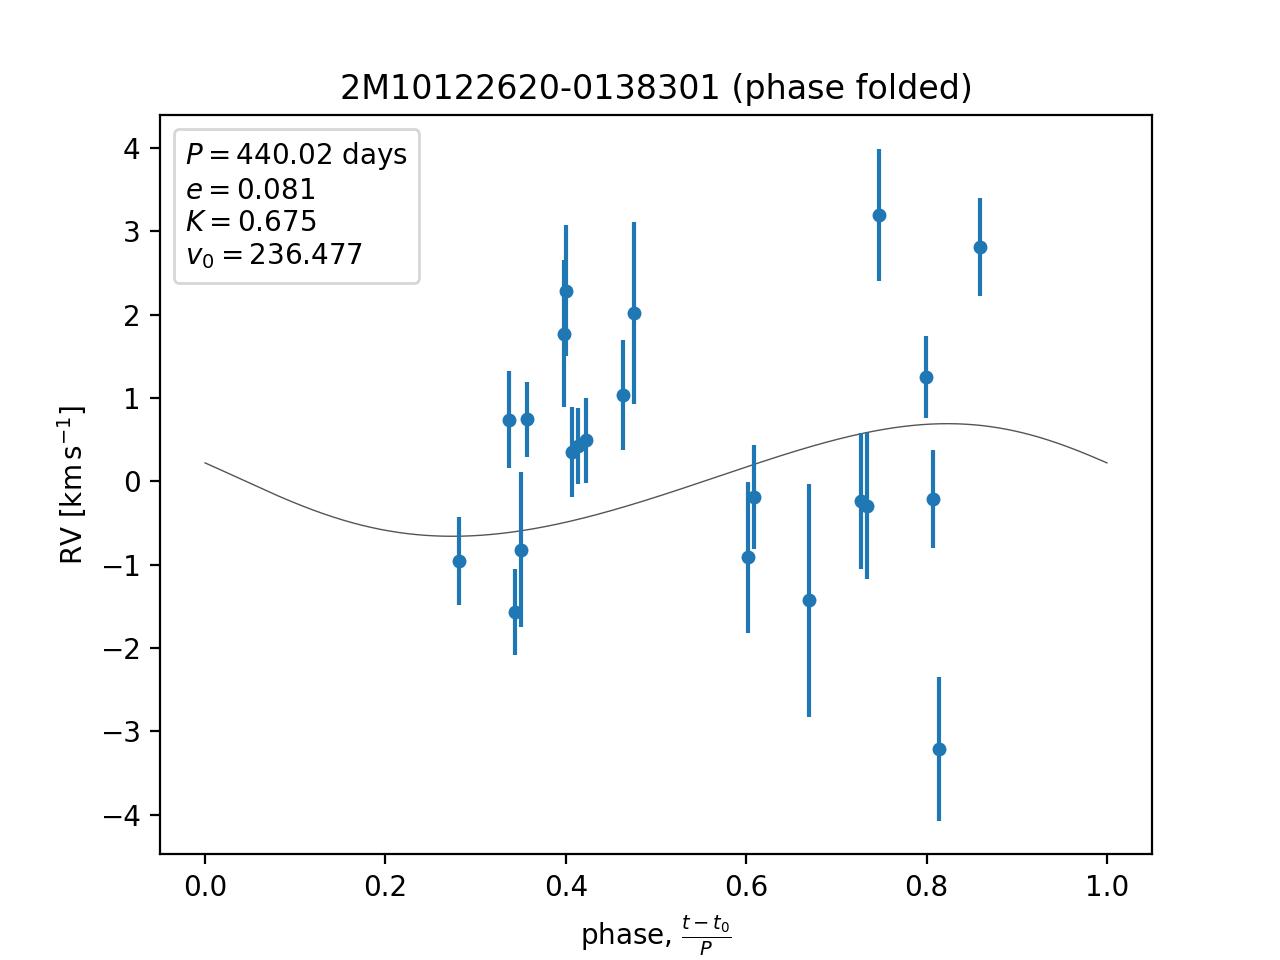 2M10122620-0138301 (phase folded)
P = 440.02 days
e = 0.081
K = 0.675
v₀ = 236.477
4
3
2
1
0
−1
−2
−3
−4
RV [km s⁻¹]
0.0 0.2 0.4 0.6 0.8 1.0
phase, (t − t₀)/P